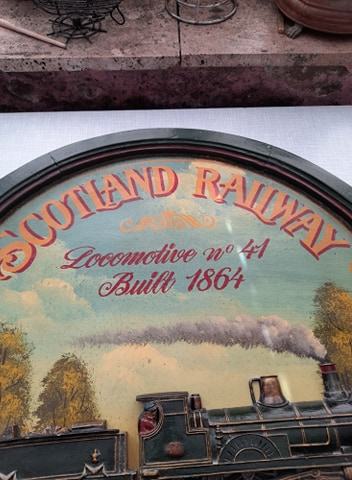 SCOTLAND RAILWAY
Locomotive nº 41
Built 1864